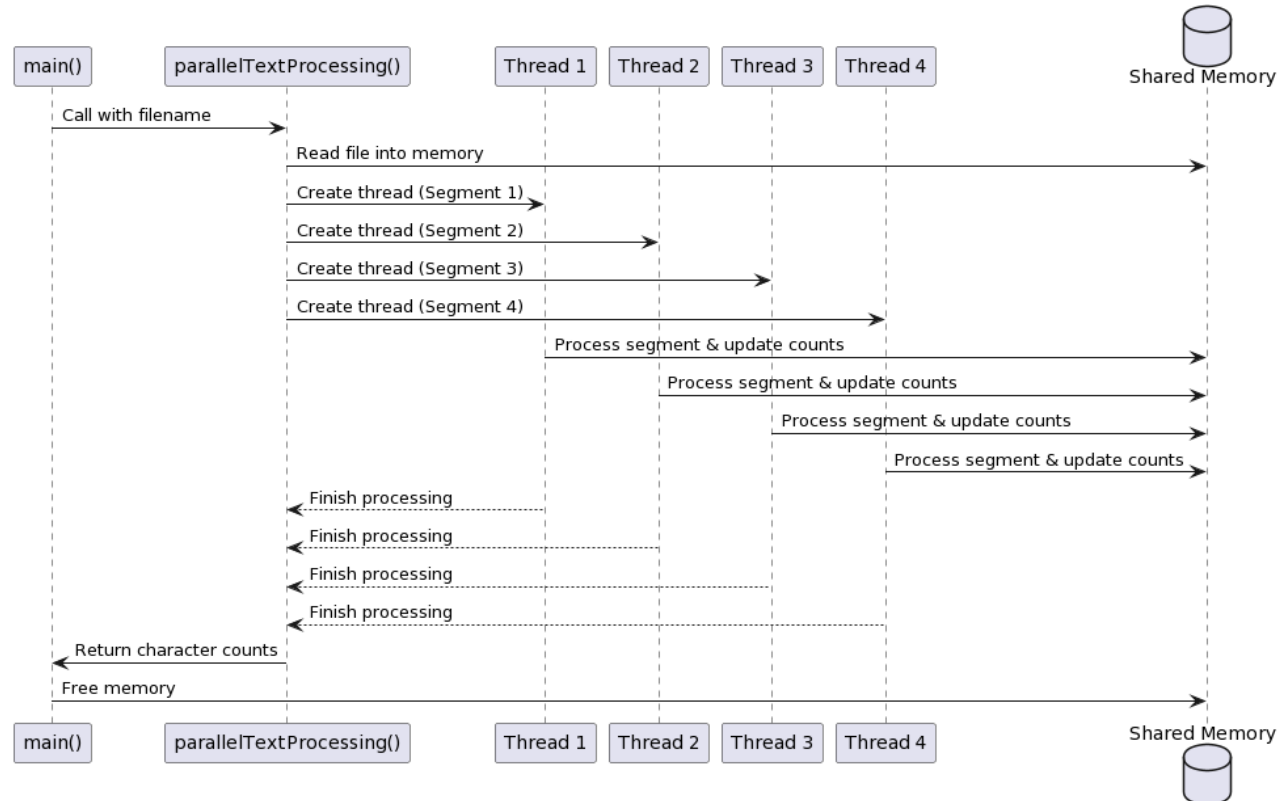 main()
parallelTextProcessing()
Thread 1
Thread 2
Thread 3
Thread 4
Shared Memory
Call with filename
Read file into memory
Create thread (Segment 1)
Create thread (Segment 2)
Create thread (Segment 3)
Create thread (Segment 4)
Process segment & update counts
Process segment & update counts
Process segment & update counts
Process segment & update counts
Finish processing
Finish processing
Finish processing
Finish processing
Return character counts
Free memory
main()
parallelTextProcessing()
Thread 1
Thread 2
Thread 3
Thread 4
Shared Memory